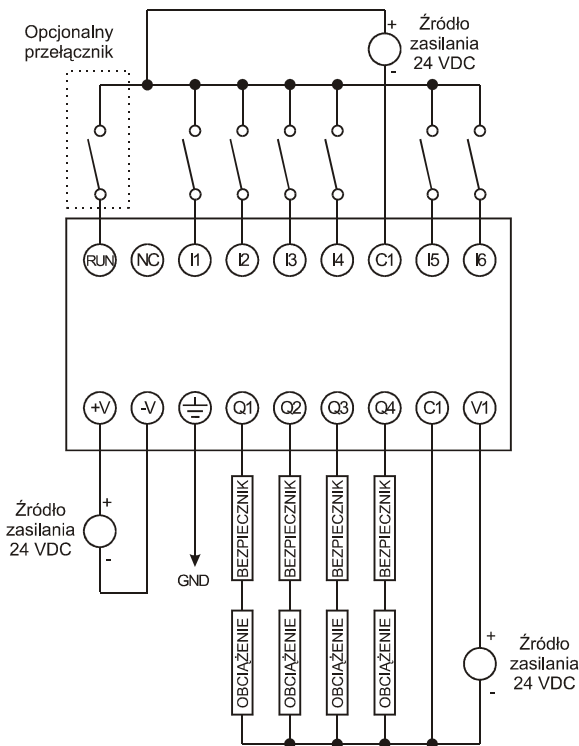 Opcjonalny
przełącznik
+
Źródło
zasilania
24 VDC
-
RUN
NC
I1
I2
I3
I4
C1
I5
I6
+V
-V
Q1
Q2
Q3
Q4
C1
V1
+
Źródło
zasilania
24 VDC
-
GND
BEZPIECZNIK
BEZPIECZNIK
BEZPIECZNIK
BEZPIECZNIK
OBCIĄŻENIE
OBCIĄŻENIE
OBCIĄŻENIE
OBCIĄŻENIE
+
Źródło
zasilania
24 VDC
-